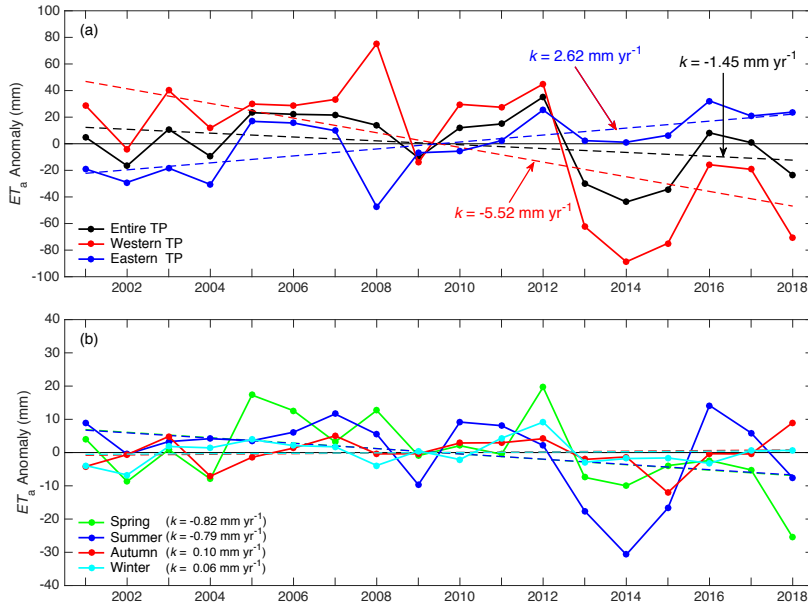 (a)
100
80
60
40
20
0
-20
-40
-60
-80
-100
ETa Anomaly (mm)
k = 2.62 mm yr-1
k = -1.45 mm yr-1
k = -5.52 mm yr-1
Entire TP
Western TP
Eastern TP
2002 2004 2006 2008 2010 2012 2014 2016 2018
(b)
40
30
20
10
0
-10
-20
-30
-40
ETa Anomaly (mm)
Spring (k = -0.82 mm yr-1)
Summer (k = -0.79 mm yr-1)
Autumn (k = 0.10 mm yr-1)
Winter (k = 0.06 mm yr-1)
2002 2004 2006 2008 2010 2012 2014 2016 2018